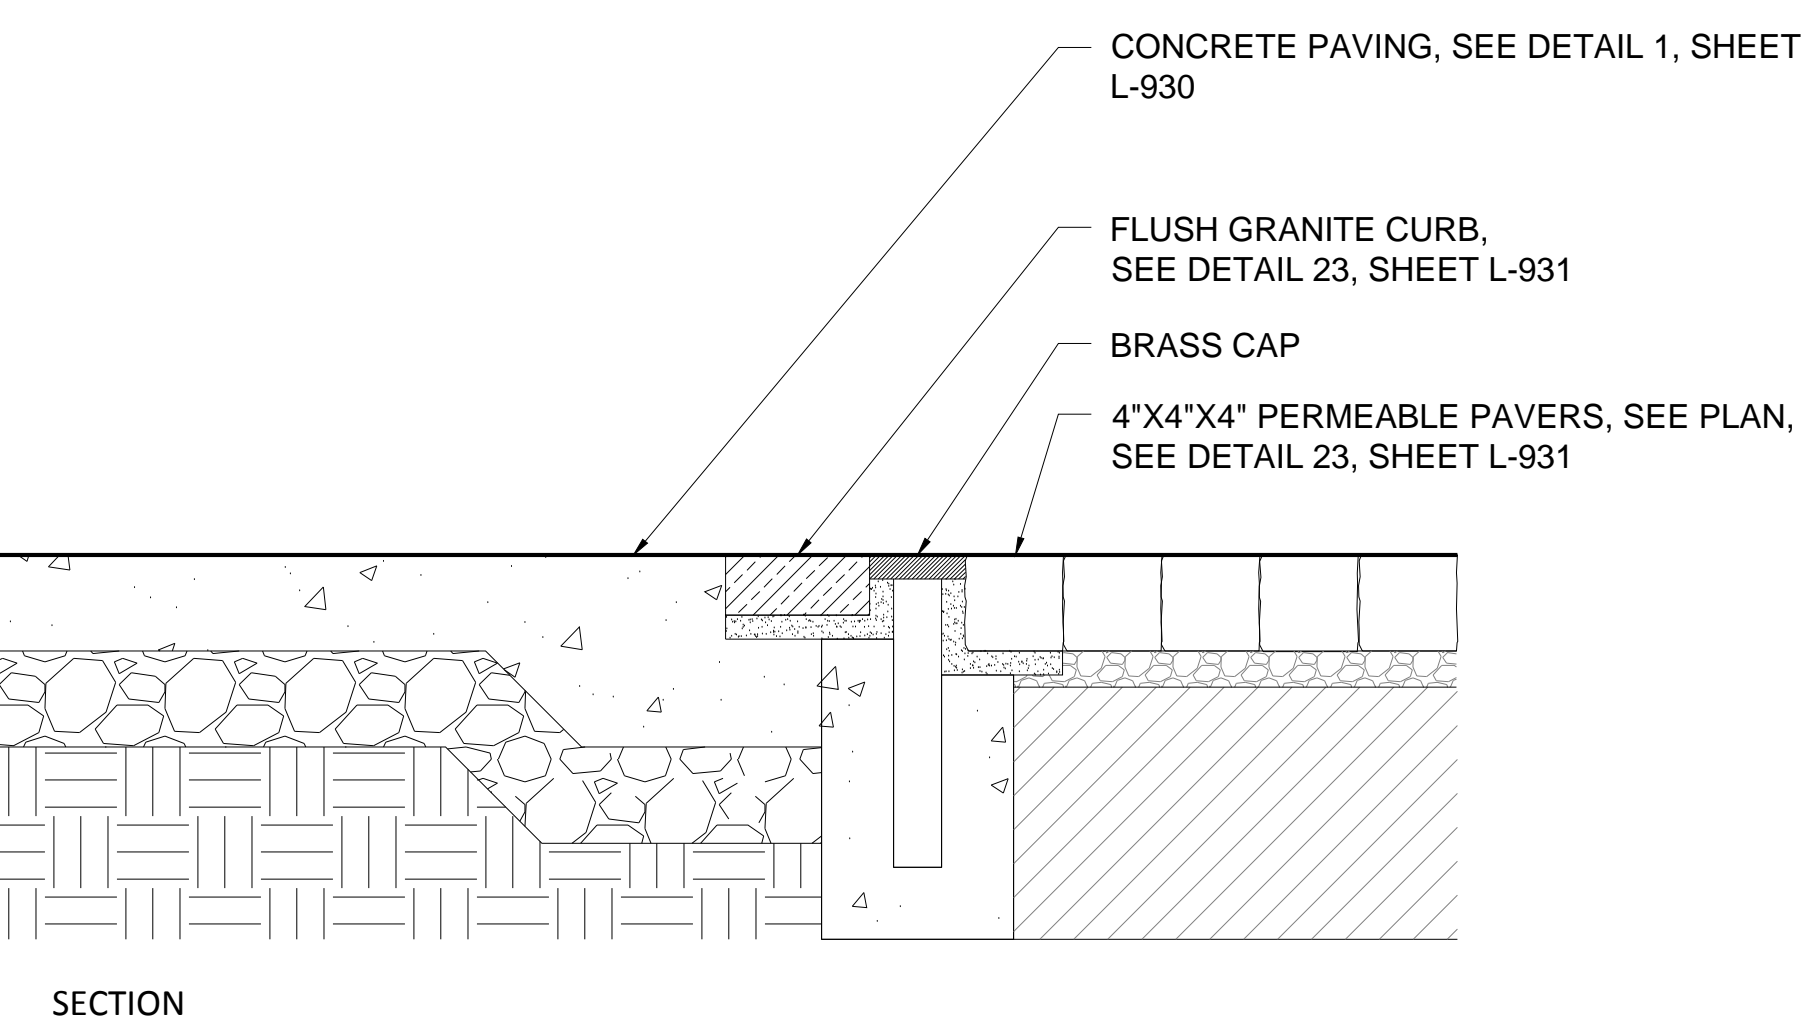 CONCRETE PAVING, SEE DETAIL 1, SHEET
L-930
FLUSH GRANITE CURB,
SEE DETAIL 23, SHEET L-931
BRASS CAP
4"X4"X4" PERMEABLE PAVERS, SEE PLAN,
SEE DETAIL 23, SHEET L-931
SECTION